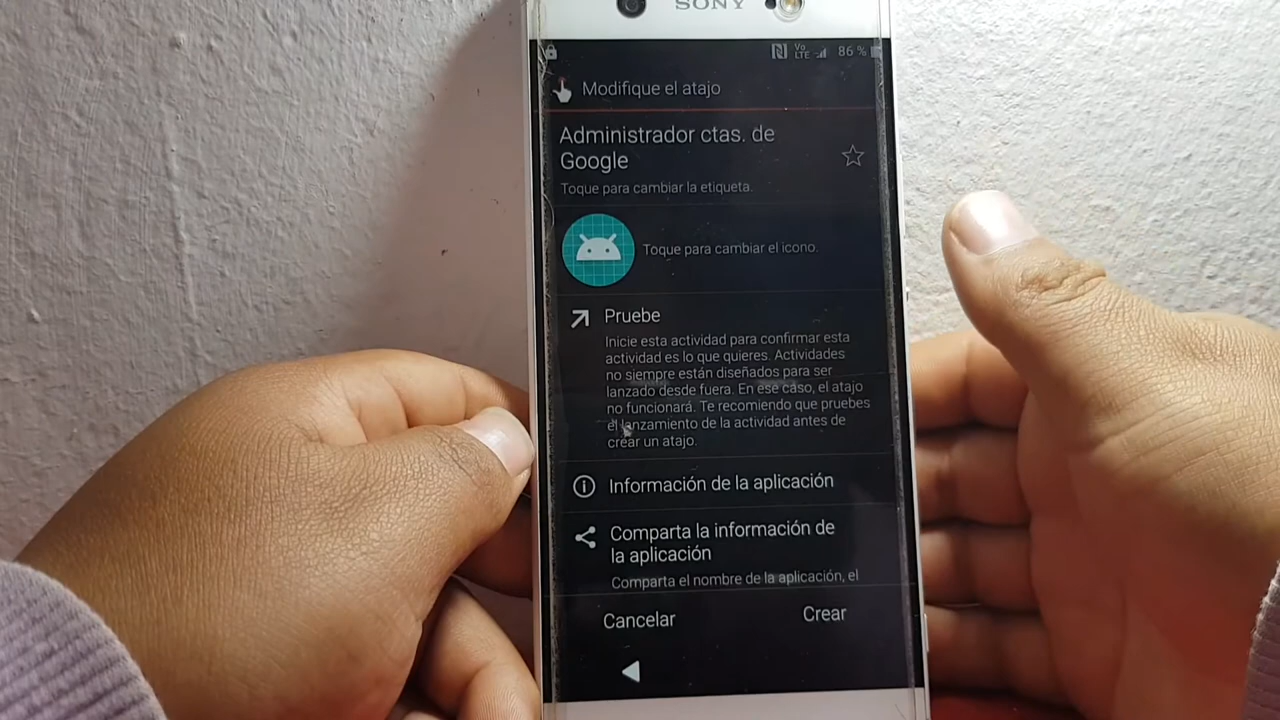 SONY
Vo
LTE
86 %
Modifique el atajo
Administrador ctas. de
Google
Toque para cambiar la etiqueta.
Toque para cambiar el icono.
Pruebe
Inicie esta actividad para confirmar esta
actividad es lo que quieres. Actividades
no siempre están diseñados para ser
lanzado desde fuera. En ese caso, el atajo
no funcionará. Te recomiendo que pruebes
el lanzamiento de la actividad antes de
crear un atajo.
Información de la aplicación
Comparta la información de
la aplicación
Comparta el nombre de la aplicación, el
Cancelar
Crear